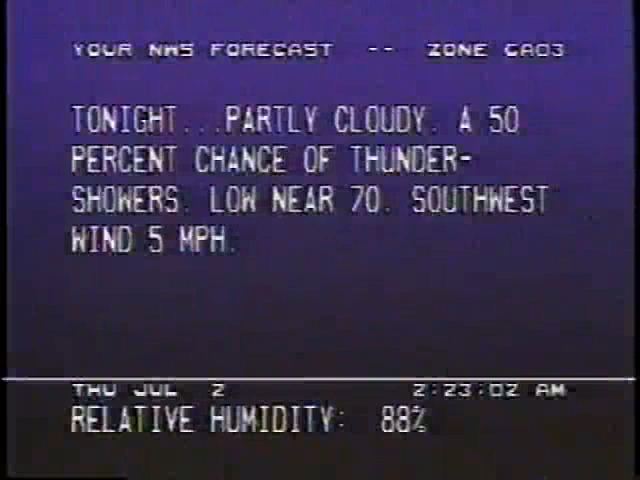 YOUR NWS FORECAST -- ZONE GA03
TONIGHT...PARTLY CLOUDY. A 50
PERCENT CHANCE OF THUNDER-
SHOWERS. LOW NEAR 70. SOUTHWEST
WIND 5 MPH.
THU JUL 2 2:23:02 AM
RELATIVE HUMIDITY: 88%